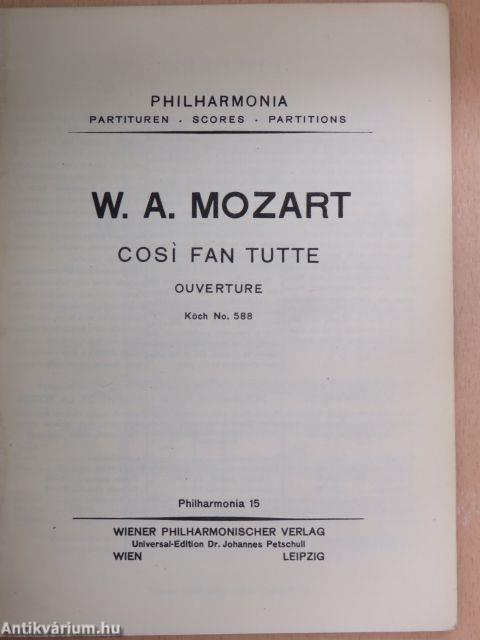 PHILHARMONIA
PARTITUREN · SCORES · PARTITIONS
W. A. MOZART
COSÌ FAN TUTTE
OUVERTURE
Köch No. 588
Philharmonia 15
WIENER PHILHARMONISCHER VERLAG
Universal-Edition Dr. Johannes Petschull
WIEN LEIPZIG
Antikvárium.hu